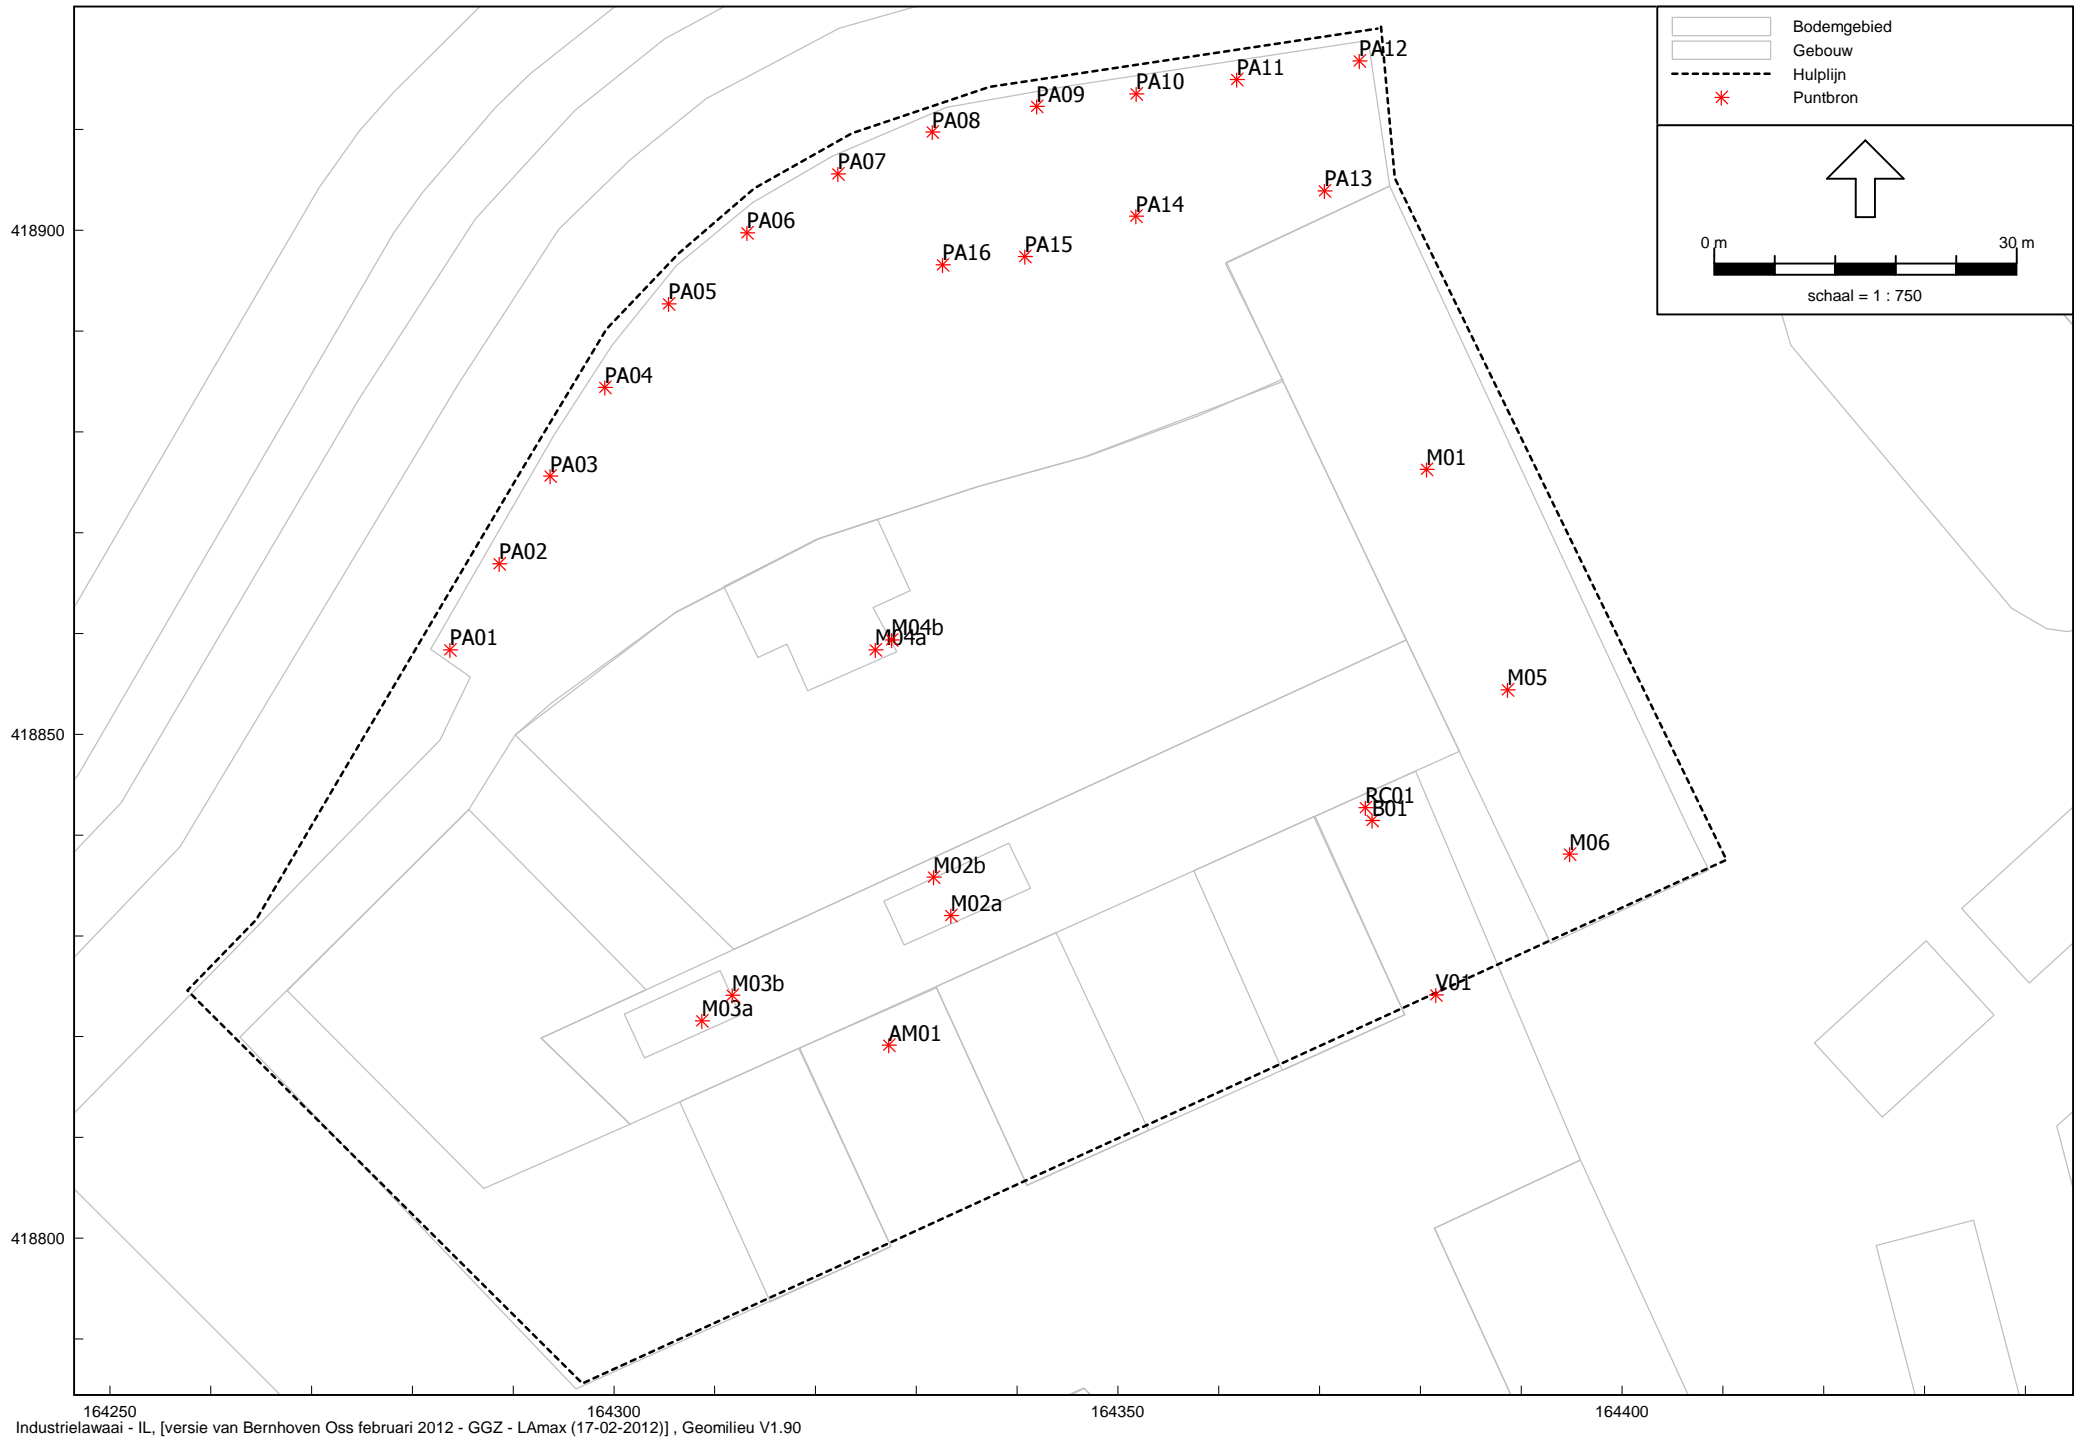 Bodemgebied
Gebouw
Hulplijn
Puntbron
0 m
30 m
schaal = 1 : 750
PA12
PA11
PA10
PA09
PA08
PA07
PA13
PA14
PA06
418900
PA15
PA16
PA05
PA04
M01
PA03
PA02
M04b
M04a
PA01
M05
418850
RC01
B01
M06
M02b
M02a
M03b
V01
M03a
AM01
418800
164250
164300
164350
164400
Industrielawaai - IL, [versie van Bernhoven Oss februari 2012 - GGZ - LAmax (17-02-2012)] , Geomilieu V1.90